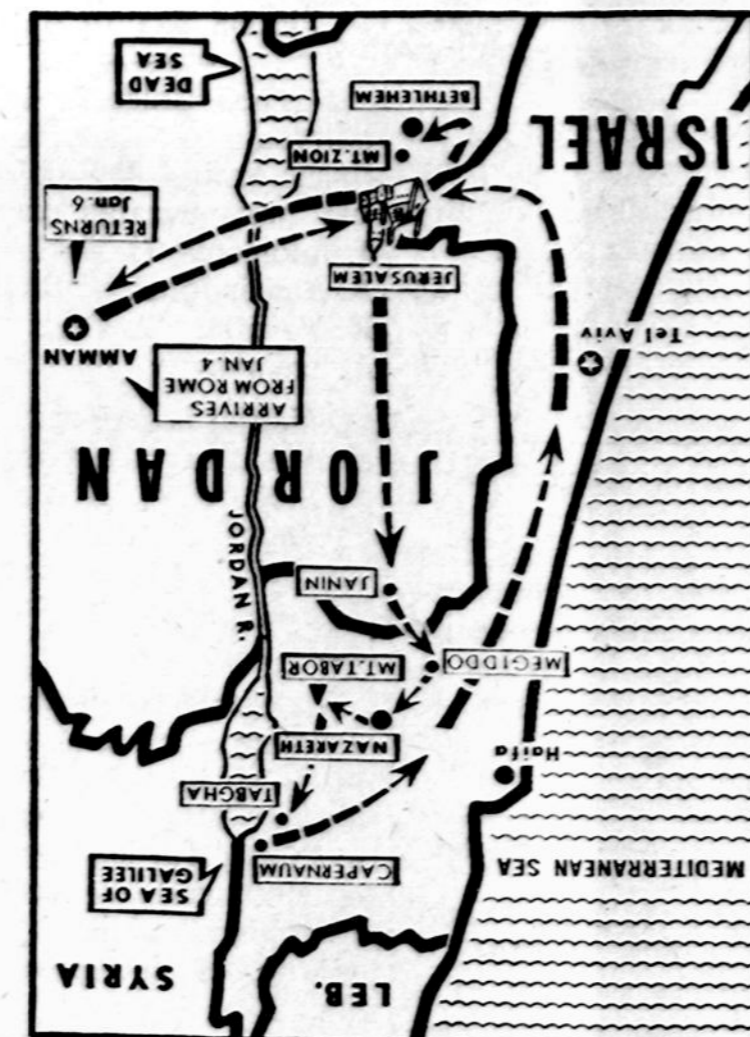 LEB.
SYRIA
MEDITERRANEAN SEA
CAPERNAUM
SEA OF
GALILEE
TABGHA
Haifa
NAZARETH
MT. TABOR
MEGIDDO
JANIN
JORDAN R.
JORDAN
ARRIVES
FROM ROME
JAN. 4
AMMAN
Tel Aviv
JERUSALEM
RETURNS
Jan. 6
MT. ZION
ISRAEL
BETHLEHEM
DEAD
SEA